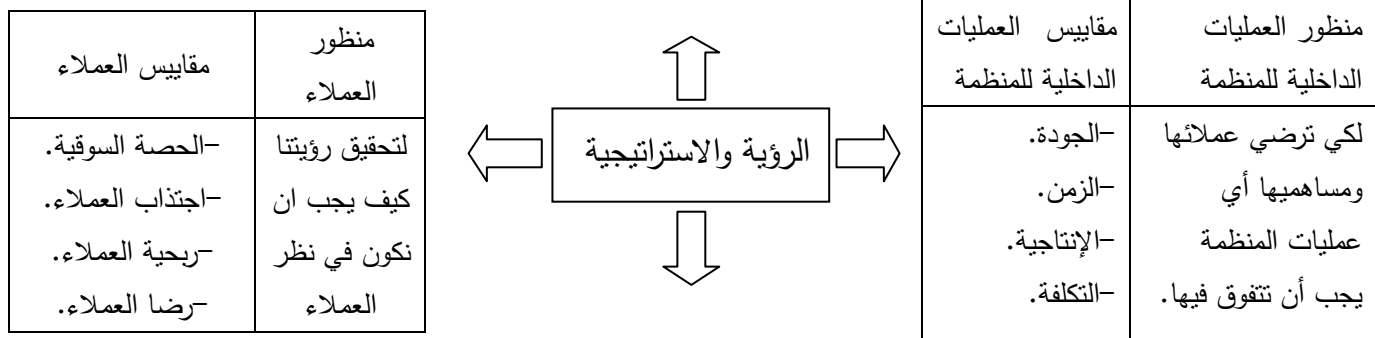 منظور العمليات
الداخلية للمنظمة
مقاييس العمليات
الداخلية للمنظمة
لكي ترضي عملائها
ومساهميها أي
عمليات المنظمة
يجب أن تتفوق فيها.
-الجودة.
-الزمن.
-الإنتاجية.
-التكلفة.
الرؤية والاستراتيجية
منظور
العملاء
مقاييس العملاء
لتحقيق رؤيتنا
كيف يجب ان
نكون في نظر
العملاء
-الحصة السوقية.
-اجتذاب العملاء.
-ربحية العملاء.
-رضا العملاء.